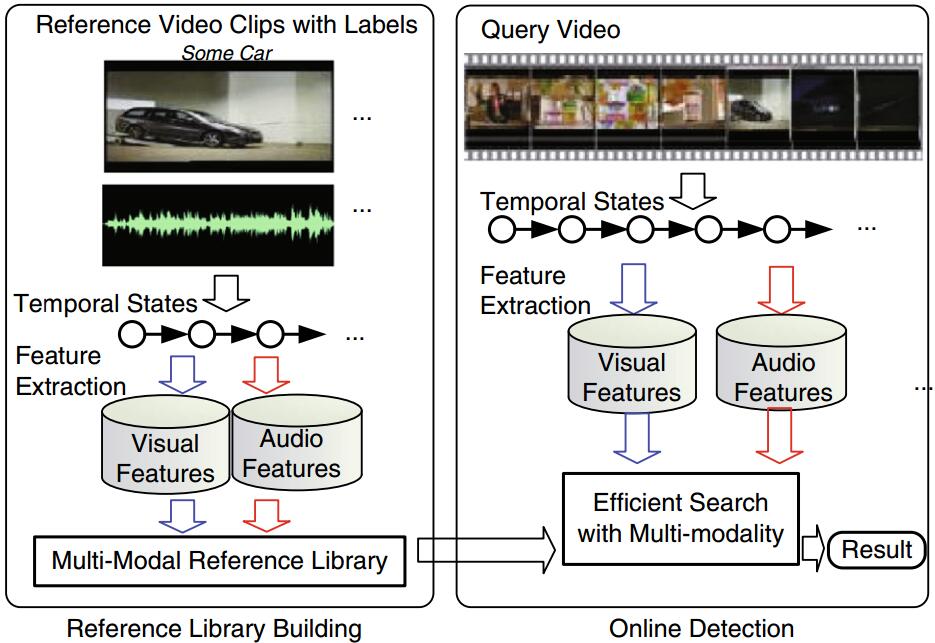 Reference Video Clips with Labels
Some Car
...
...
Temporal States
...
Feature
Extraction
Visual
Features
Audio
Features
Multi-Modal Reference Library
Reference Library Building
Query Video
Temporal States
...
Feature
Extraction
Visual
Features
Audio
Features
...
Efficient Search
with Multi-modality
Result
Online Detection